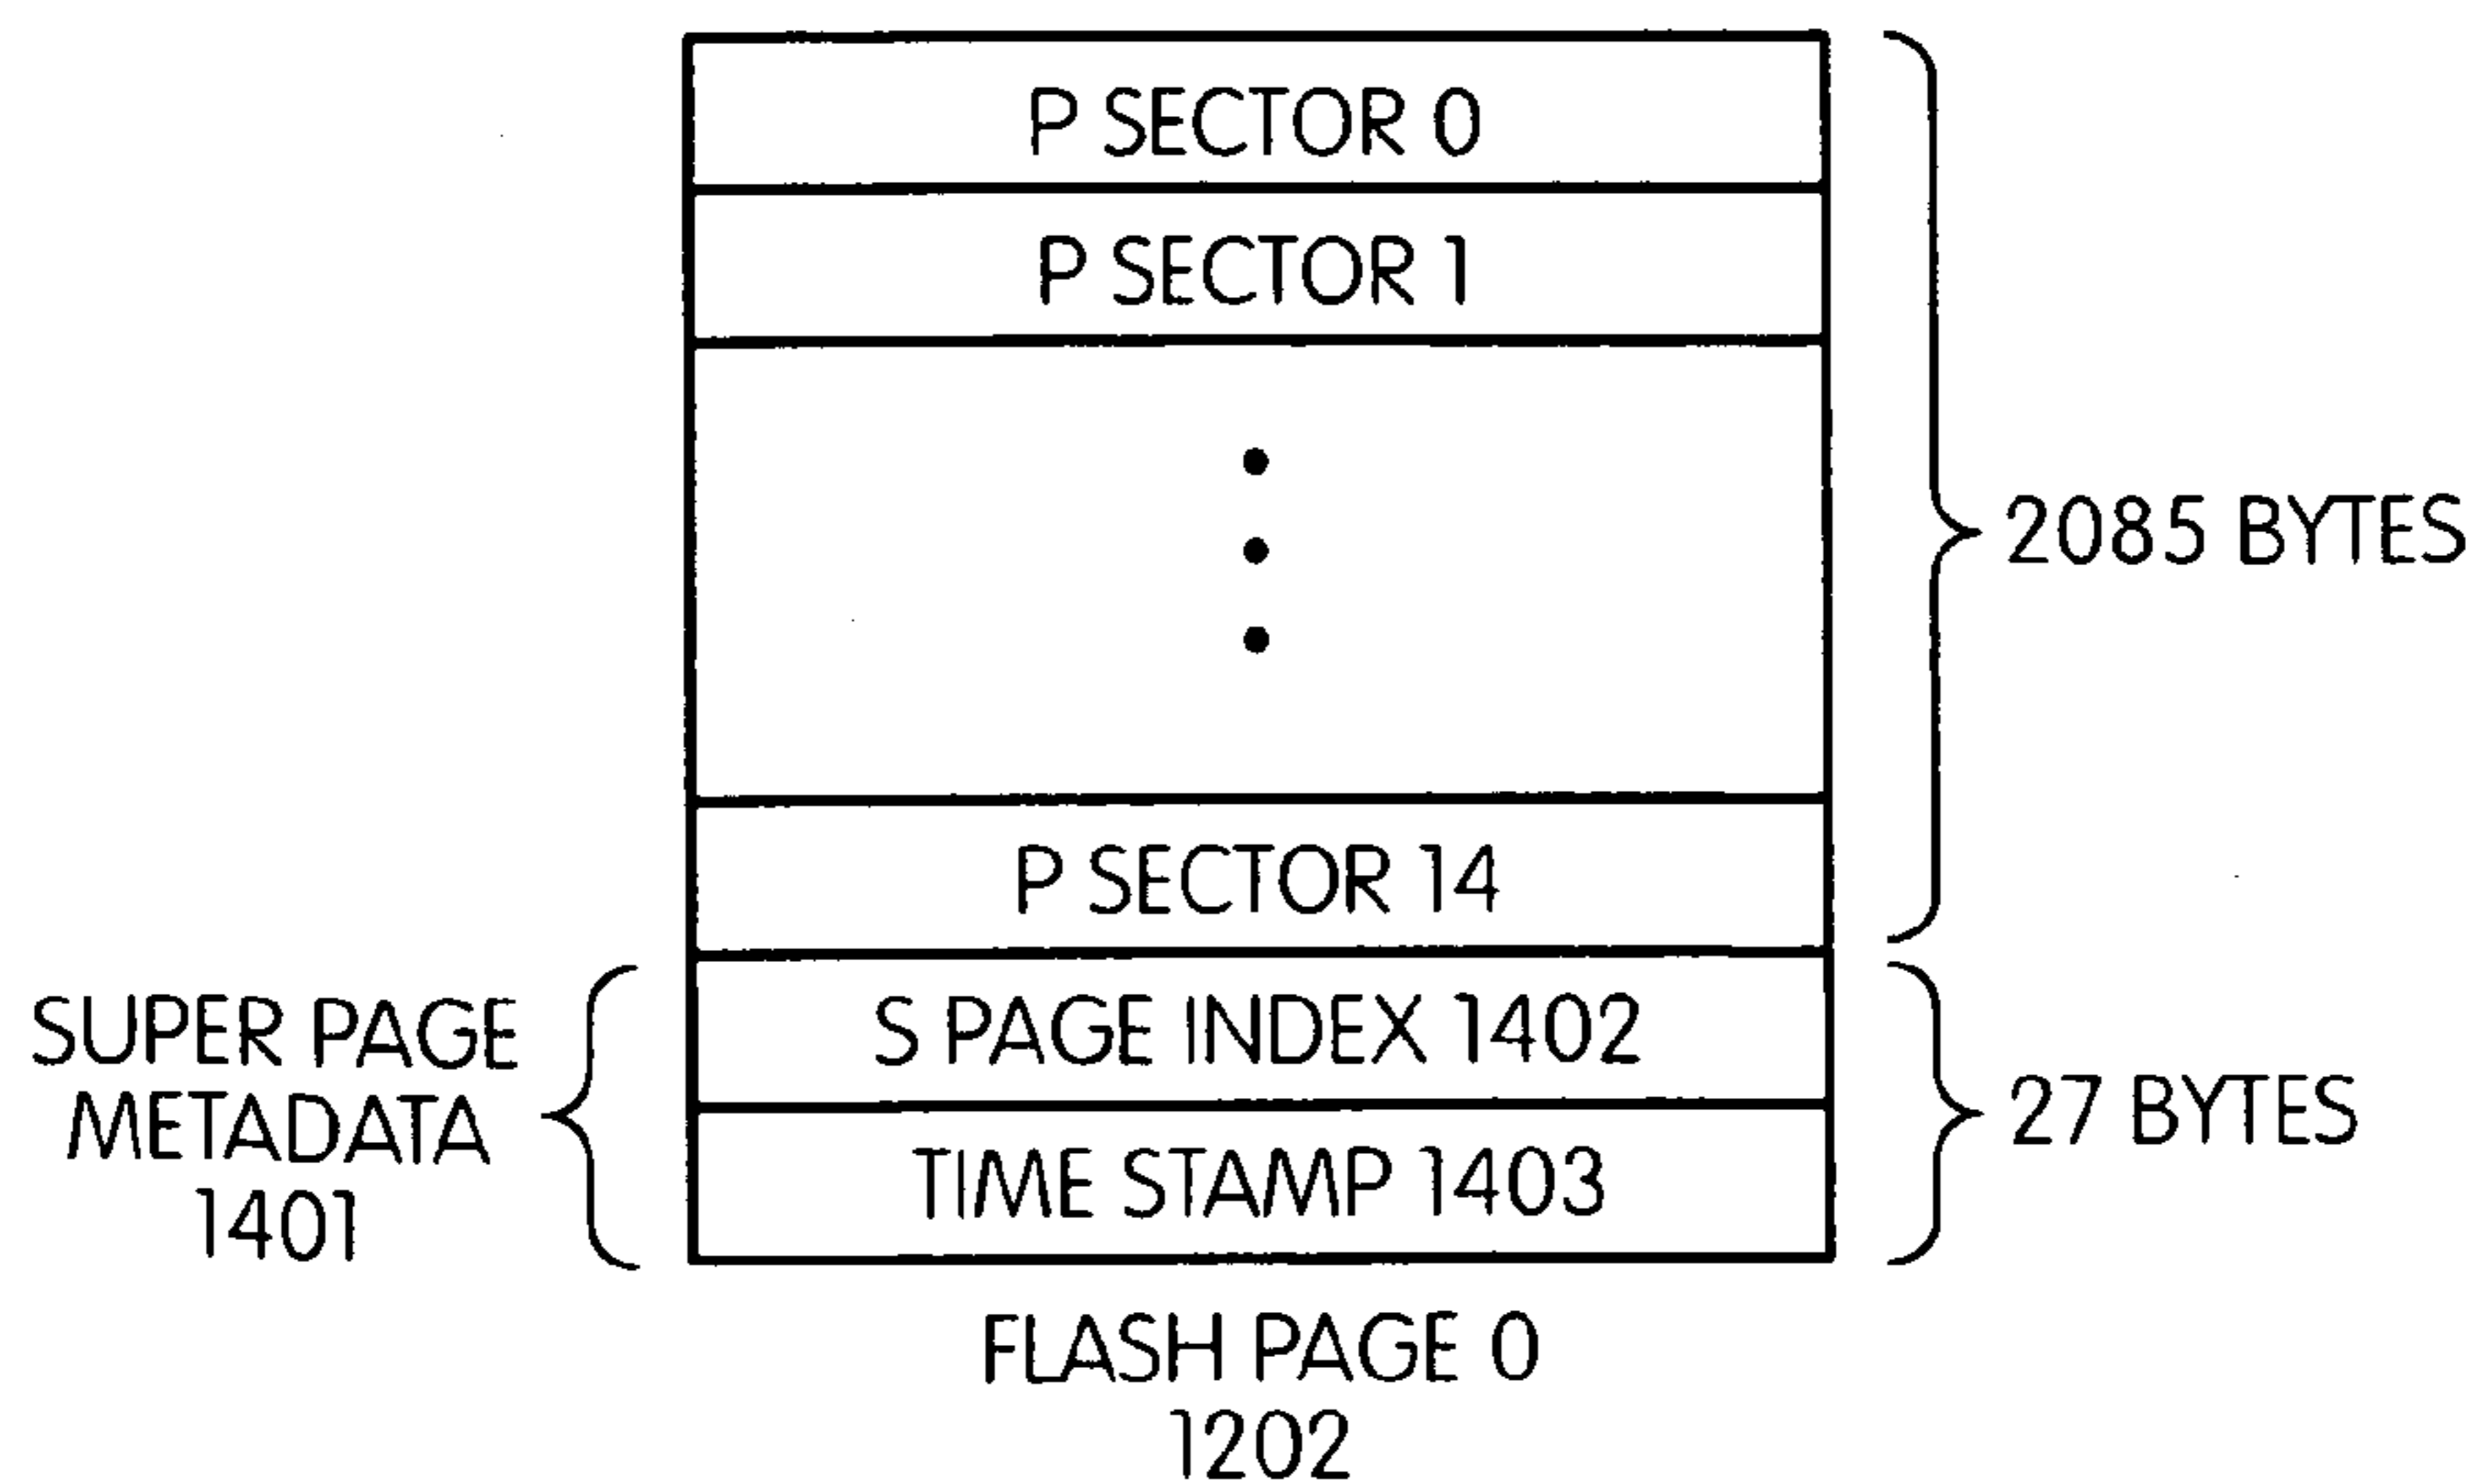 P SECTOR 0
P SECTOR 1
2085 BYTES
P SECTOR 14
SUPER PAGE
METADATA
1401
S PAGE INDEX 1402
TIME STAMP 1403
27 BYTES
FLASH PAGE 0
1202